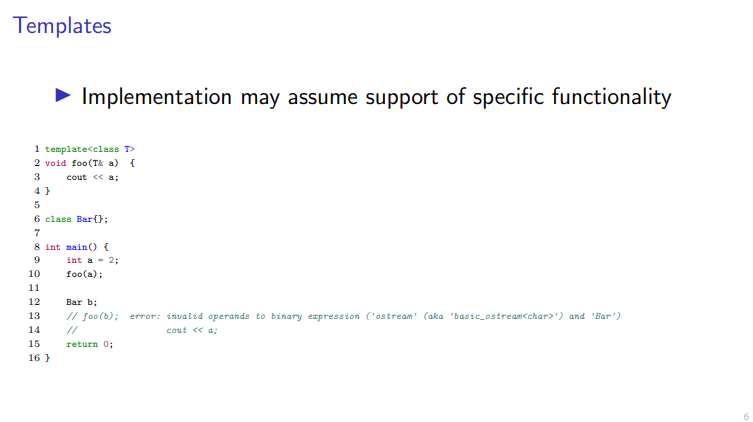 Templates
▶ Implementation may assume support of specific functionality
1 template<class T>
2 void foo(T& a)  {
3     cout << a;
4 }
5
6 class Bar{};
7
8 int main() {
9     int a = 2;
10     foo(a);
11
12     Bar b;
13     // foo(b);  error: invalid operands to binary expression ('ostream' (aka 'basic_ostream<char>') and 'Bar')
14     //                 cout << a;
15     return 0;
16 }
6